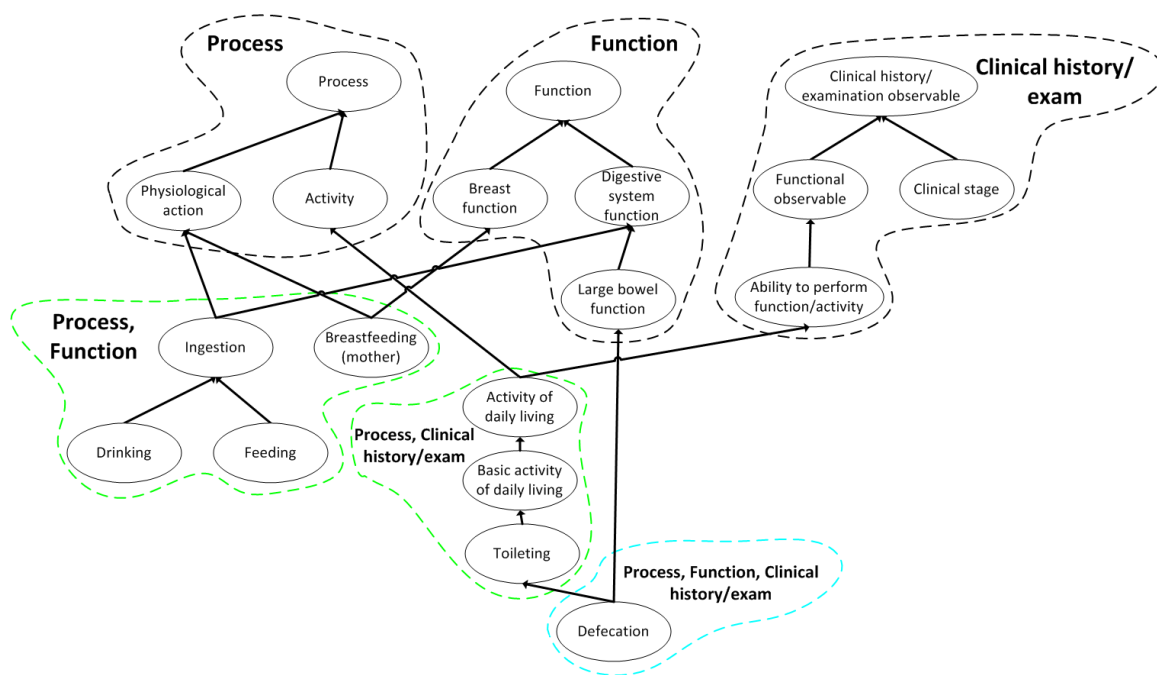 Process
Process
Physiological
action
Activity
Function
Function
Breast
function
Digestive
system
function
Large bowel
function
Clinical history/
exam
Clinical history/
examination observable
Functional
observable
Clinical stage
Ability to perform
function/activity
Process,
Function
Ingestion
Breastfeeding
(mother)
Drinking
Feeding
Process, Clinical
history/exam
Activity of
daily living
Basic activity
of daily living
Toileting
Process, Function, Clinical
history/exam
Defecation